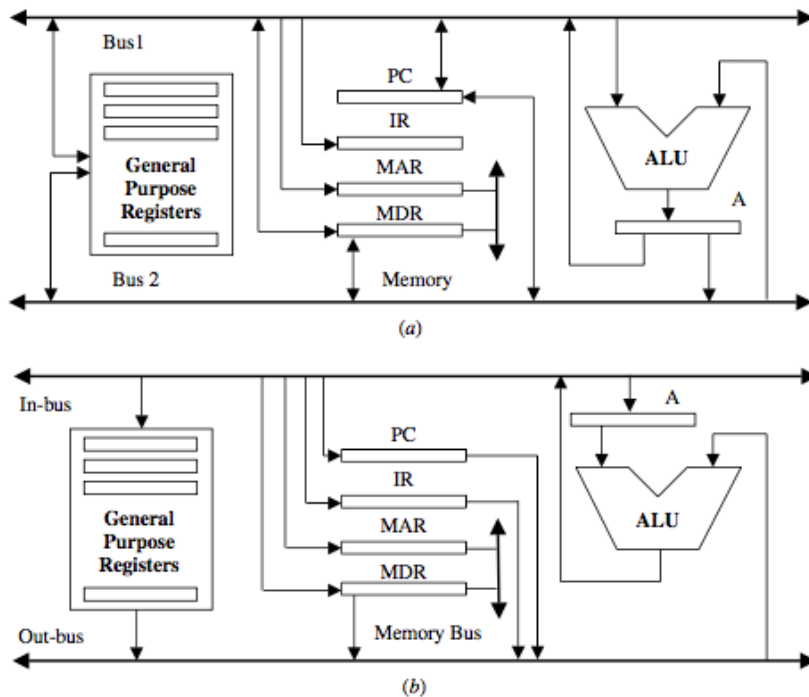 Bus1
PC
IR
MAR
MDR
General
Purpose
Registers
ALU
A
Bus 2
Memory
(a)
In-bus
A
PC
IR
MAR
MDR
General
Purpose
Registers
ALU
Out-bus
Memory Bus
(b)